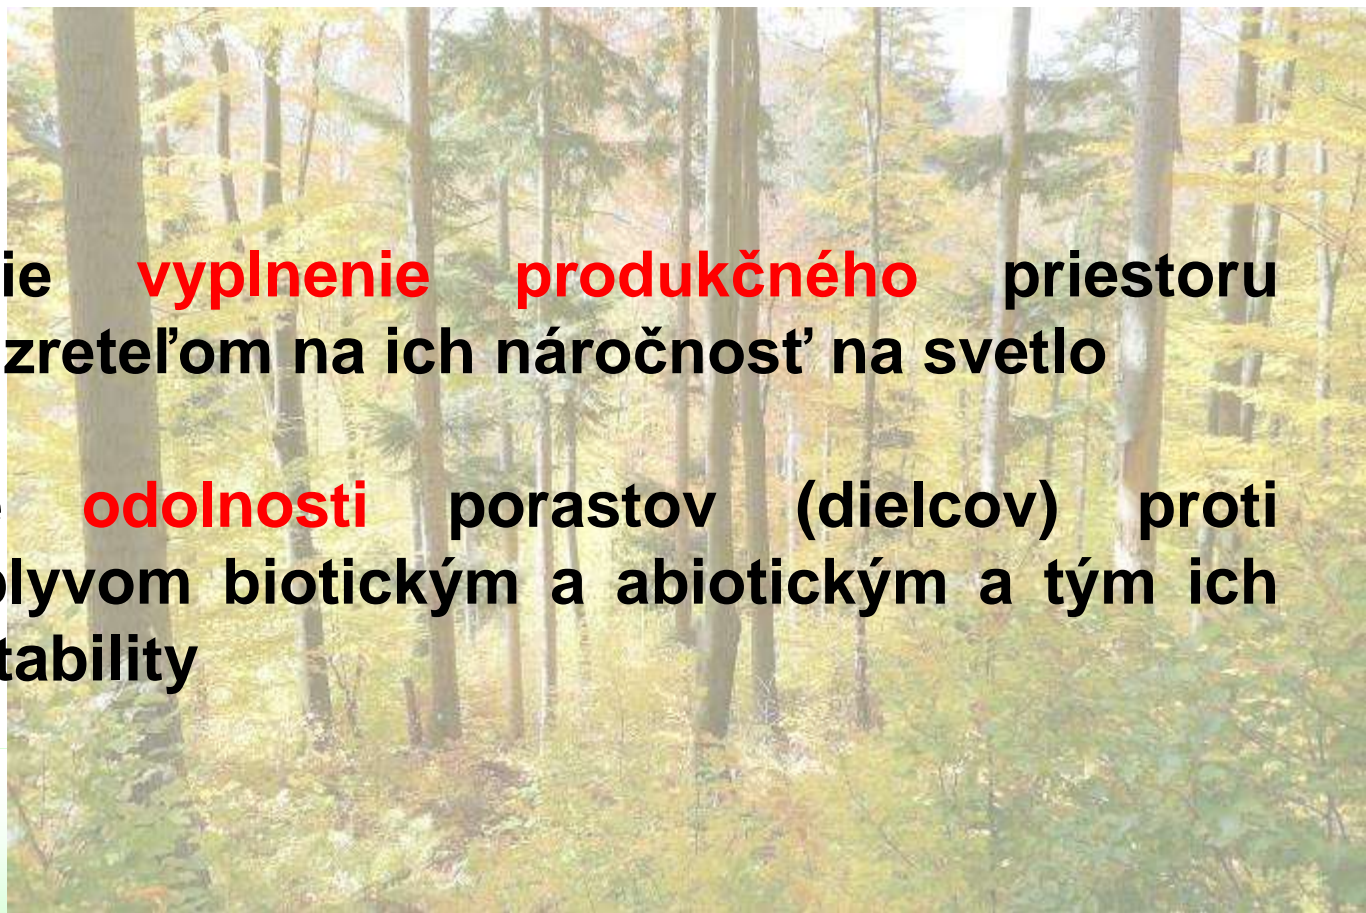 ie vyplnenie produkčného priestoru
zreteľom na ich náročnosť na svetlo
odolnosti porastov (dielcov) proti
plyvom biotickým a abiotickým a tým ich
tability